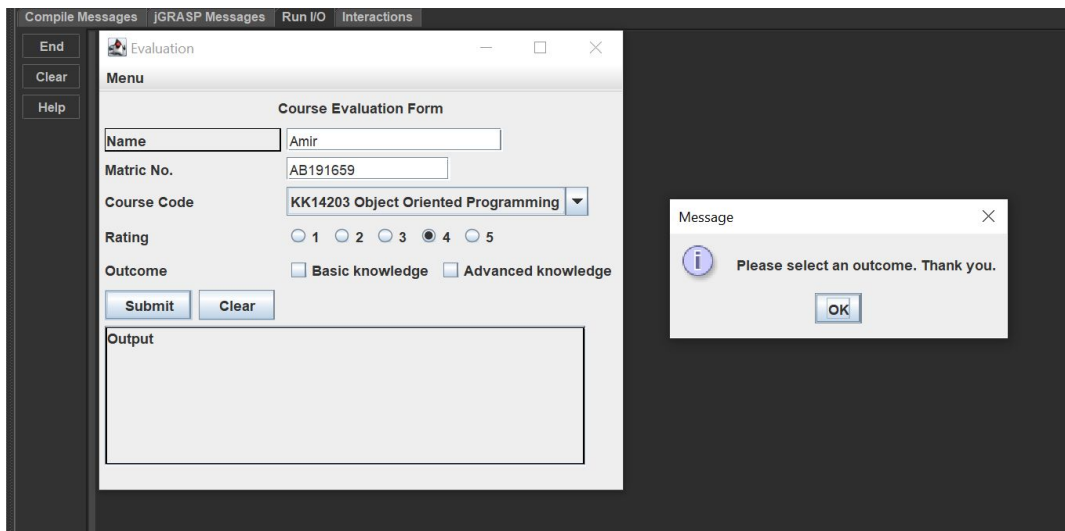 Compile Messages jGRASP Messages Run I/O Interactions
End
Clear
Help
Evaluation
Menu
Course Evaluation Form
Name Amir
Matric No. AB191659
Course Code KK14203 Object Oriented Programming
Rating 1 2 3 4 5
Outcome Basic knowledge Advanced knowledge
Submit Clear
Output
Message
Please select an outcome. Thank you.
OK